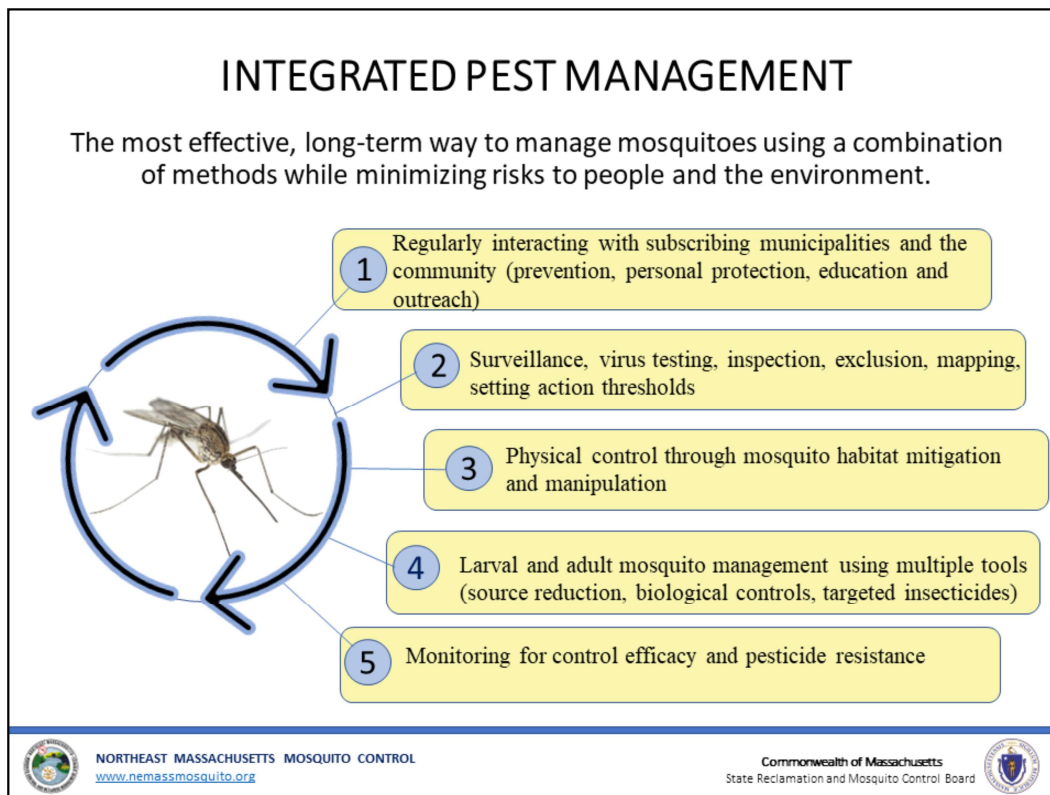 INTEGRATED PEST MANAGEMENT
The most effective, long-term way to manage mosquitoes using a combination
of methods while minimizing risks to people and the environment.
1
Regularly interacting with subscribing municipalities and the
community (prevention, personal protection, education and
outreach)
2
Surveillance, virus testing, inspection, exclusion, mapping,
setting action thresholds
3
Physical control through mosquito habitat mitigation
and manipulation
4
Larval and adult mosquito management using multiple tools
(source reduction, biological controls, targeted insecticides)
5
Monitoring for control efficacy and pesticide resistance
NORTHEAST MASSACHUSETTS MOSQUITO CONTROL
www.nemassmosquito.org
Commonwealth of Massachusetts
State Reclamation and Mosquito Control Board